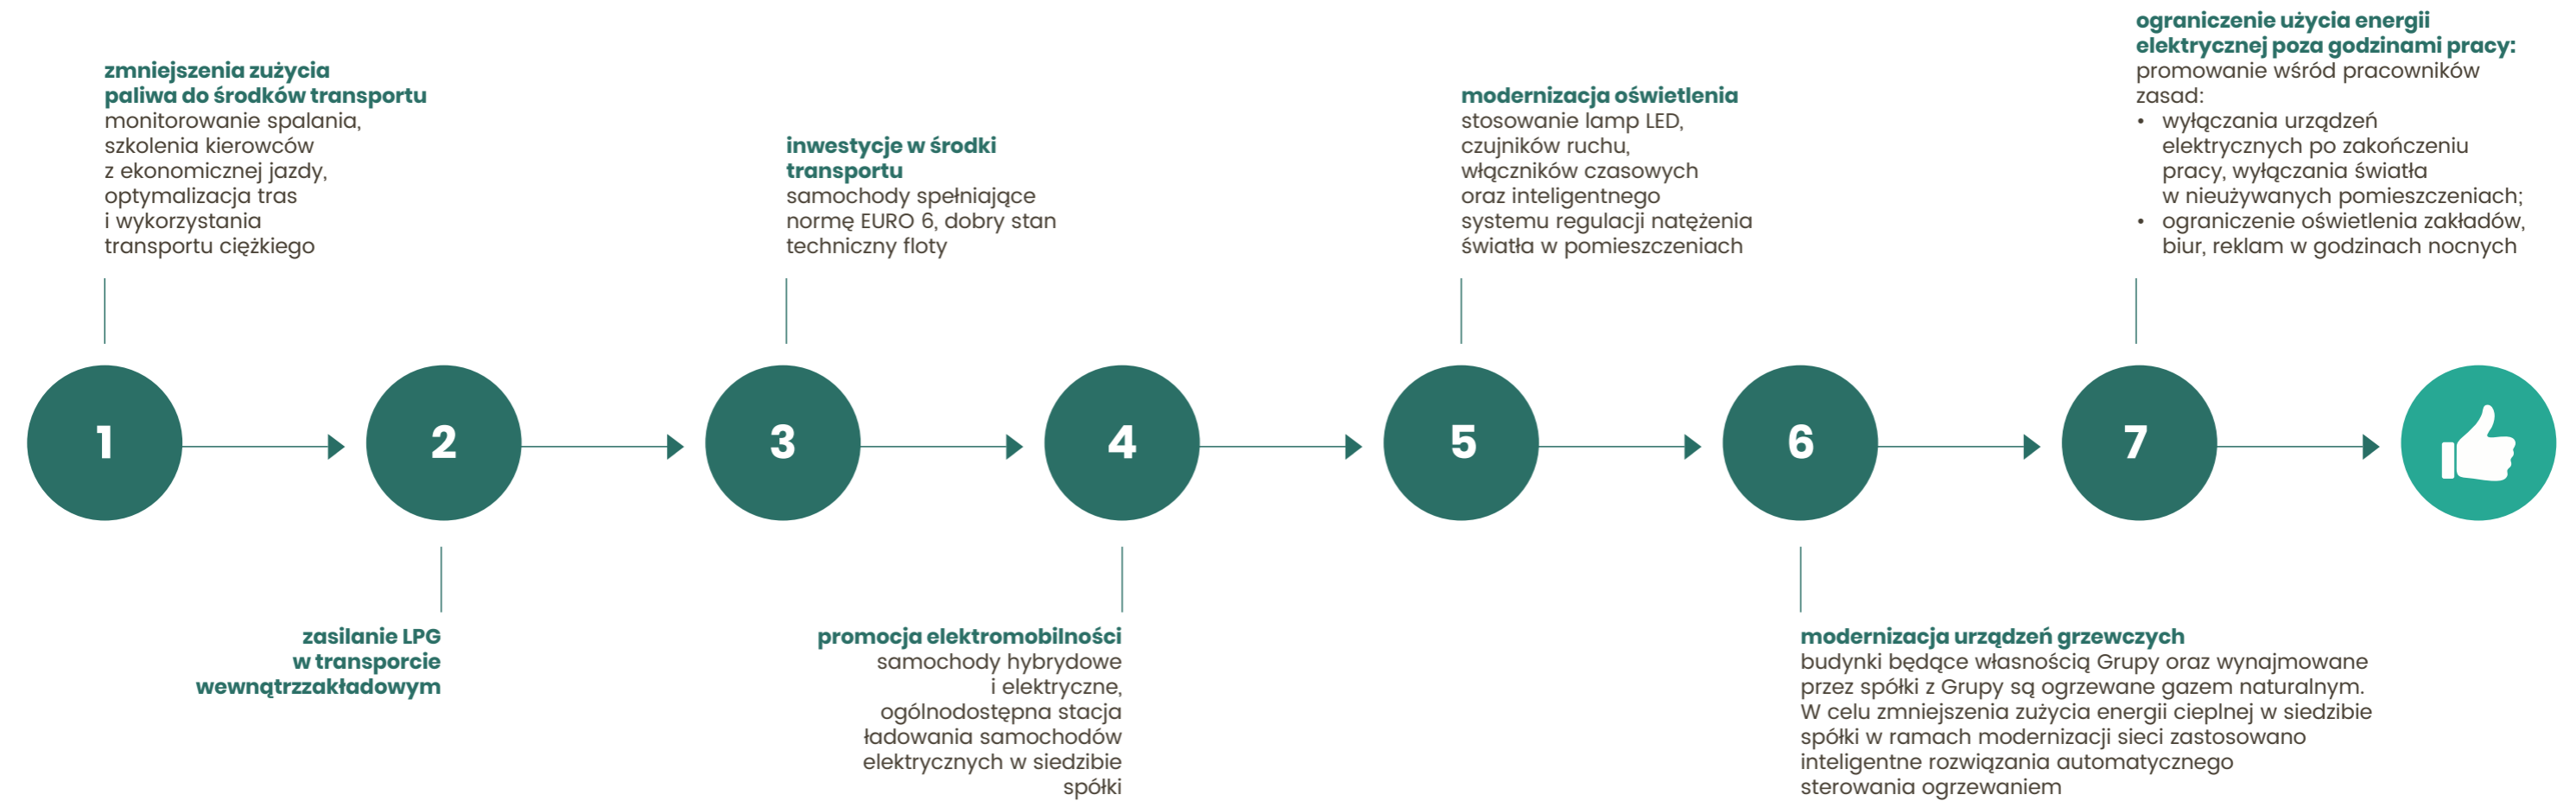 zmniejszenia zużycia
paliwa do środków transportu
monitorowanie spalania,
szkolenia kierowców
z ekonomicznej jazdy,
optymalizacja tras
i wykorzystania
transportu ciężkiego
inwestycje w środki
transportu
samochody spełniające
normę EURO 6, dobry stan
techniczny floty
modernizacja oświetlenia
stosowanie lamp LED,
czujników ruchu,
włączników czasowych
oraz inteligentnego
systemu regulacji natężenia
światła w pomieszczeniach
ograniczenie użycia energii
elektrycznej poza godzinami pracy:
promowanie wśród pracowników
zasad:
• wyłączania urządzeń
elektrycznych po zakończeniu
pracy, wyłączania światła
w nieużywanych pomieszczeniach;
• ograniczenie oświetlenia zakładów,
biur, reklam w godzinach nocnych
1
2
3
4
5
6
7
zasilanie LPG
w transporcie
wewnątrzzakładowym
promocja elektromobilności
samochody hybrydowe
i elektryczne,
ogólnodostępna stacja
ładowania samochodów
elektrycznych w siedzibie
spółki
modernizacja urządzeń grzewczych
budynki będące własnością Grupy oraz wynajmowane
przez spółki z Grupy są ogrzewane gazem naturalnym.
W celu zmniejszenia zużycia energii cieplnej w siedzibie
spółki w ramach modernizacji sieci zastosowano
inteligentne rozwiązania automatycznego
sterowania ogrzewaniem